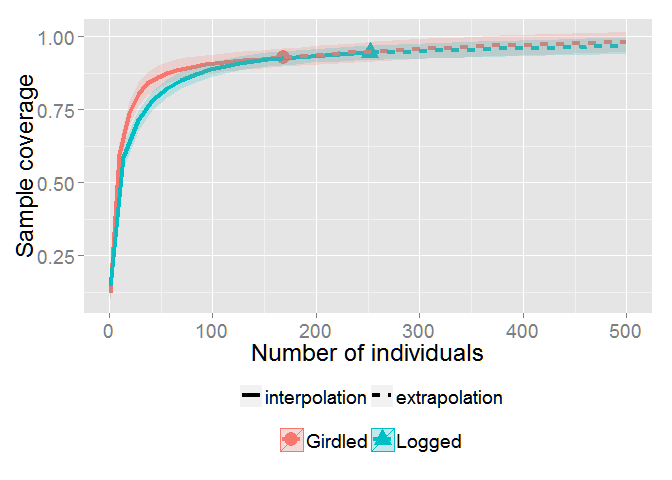 1.00
0.75
0.50
0.25
Sample coverage
0 100 200 300 400 500
Number of individuals
interpolation extrapolation
Girdled Logged